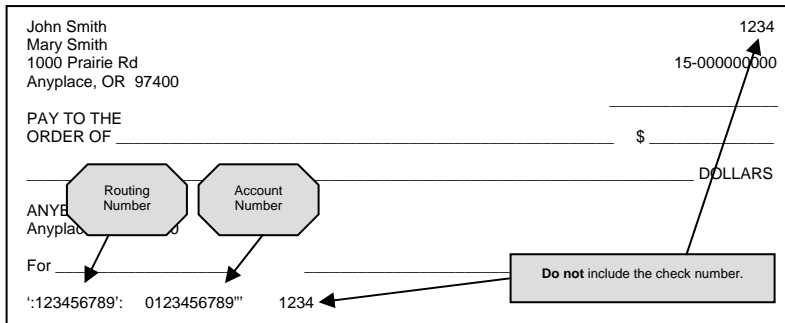 John Smith
1234
Mary Smith
1000 Prairie Rd
15-000000000
Anyplace, OR 97400
PAY TO THE
ORDER OF $
DOLLARS
Routing
Number
Account
Number
For
Do not include the check number.
':123456789': 0123456789"' 1234